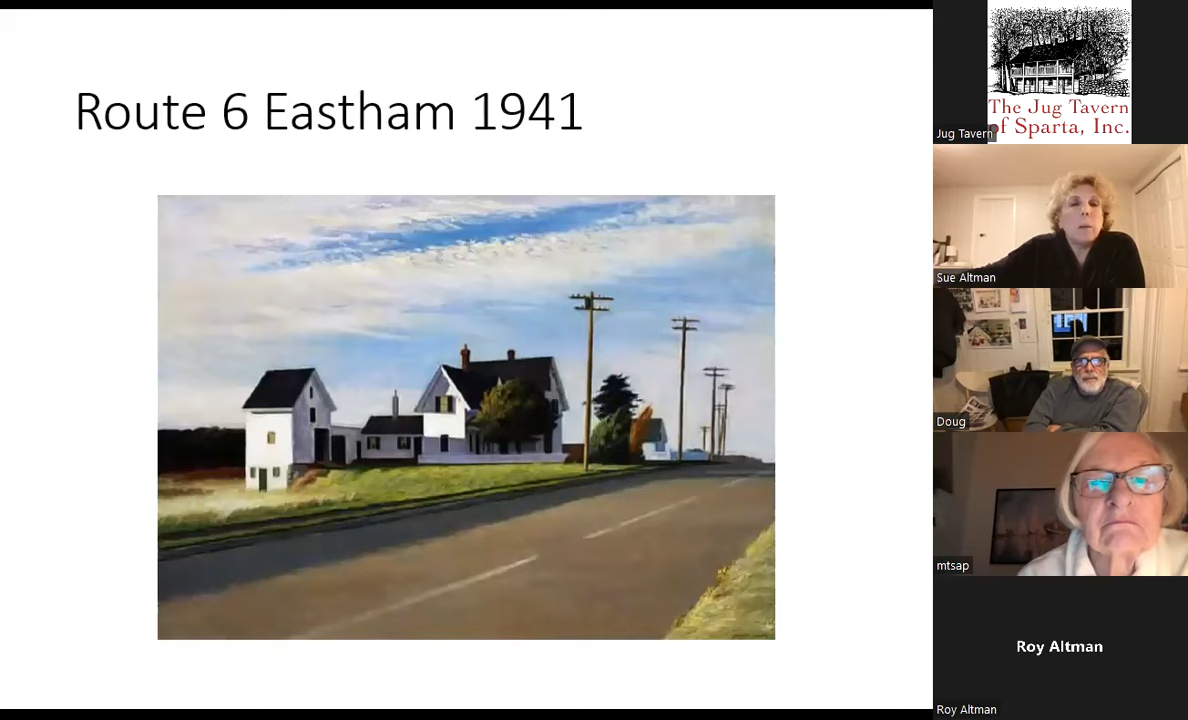 Route 6 Eastham 1941
The Jug Tavern
of Sparta, Inc.
Jug Tavern
Sue Altman
Doug
mtsap
Roy Altman
Roy Altman